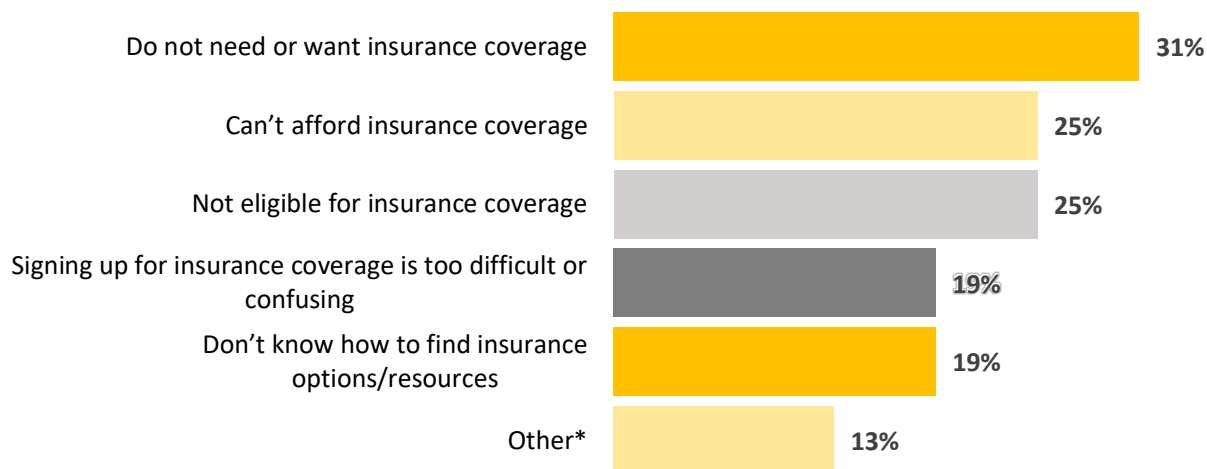 Do not need or want insurance coverage
31%
Can't afford insurance coverage
25%
Not eligible for insurance coverage
25%
Signing up for insurance coverage is too difficult or
confusing
19%
Don’t know how to find insurance
options/resources
19%
Other*
13%